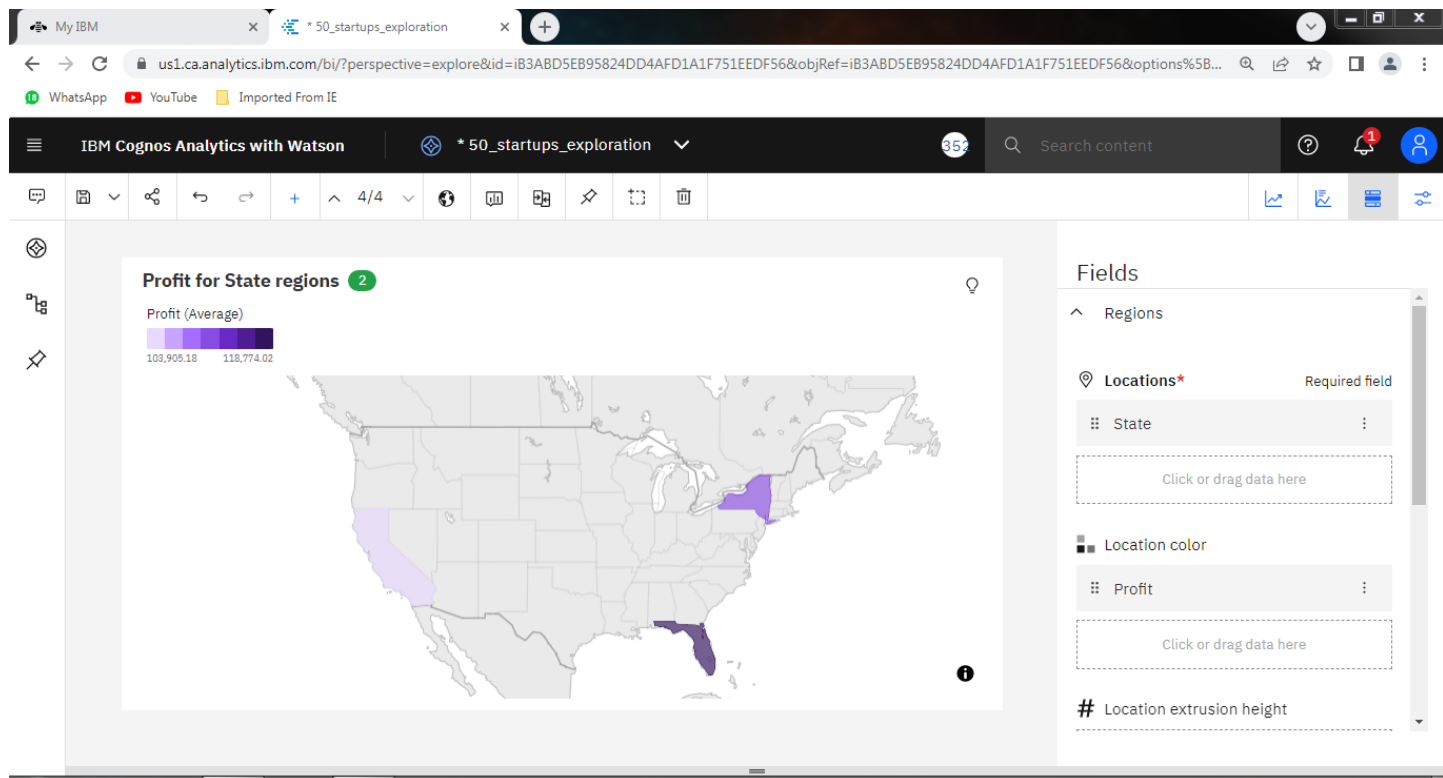 My IBM
* 50_startups_exploration
us1.ca.analytics.ibm.com/bi/?perspective=explore&id=iB3ABD5EB95824DD4AFD1A1F751EEDF56&objRef=iB3ABD5EB95824DD4AFD1A1F751EEDF56&options%5B...
18 WhatsApp YouTube Imported From IE
IBM Cognos Analytics with Watson * 50_startups_exploration 352 Search content 1
4/4
Fields
Profit for State regions 2
Regions
Profit (Average)
103,905.18 118,774.02
Locations* Required field
State
Click or drag data here
Location color
Profit
Click or drag data here
# Location extrusion height